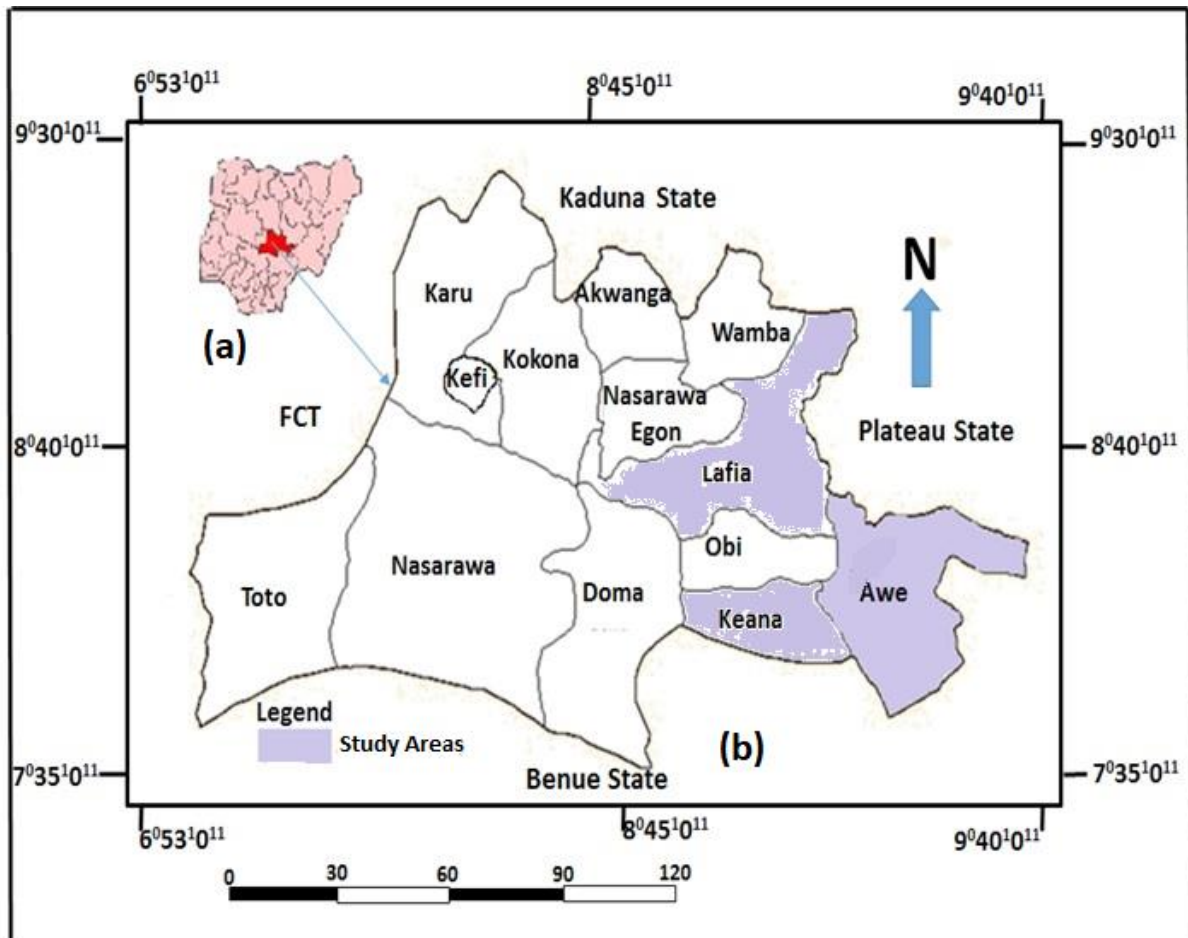 6⁰53¹0¹¹
8⁰45¹0¹¹
9⁰40¹0¹¹
9⁰30¹0¹¹
9⁰30¹0¹¹
Kaduna State
N
Karu
Akwanga
Wamba
(a)
Kokona
Kefi
Nasarawa
Egon
FCT
Plateau State
8⁰40¹0¹¹
8⁰40¹0¹¹
Lafia
Obi
Nasarawa
Toto
Doma
Awe
Keana
Legend
Study Areas
(b)
Benue State
7⁰35¹0¹¹
7⁰35¹0¹¹
6⁰53¹0¹¹
8⁰45¹0¹¹
9⁰40¹0¹¹
0 30 60 90 120